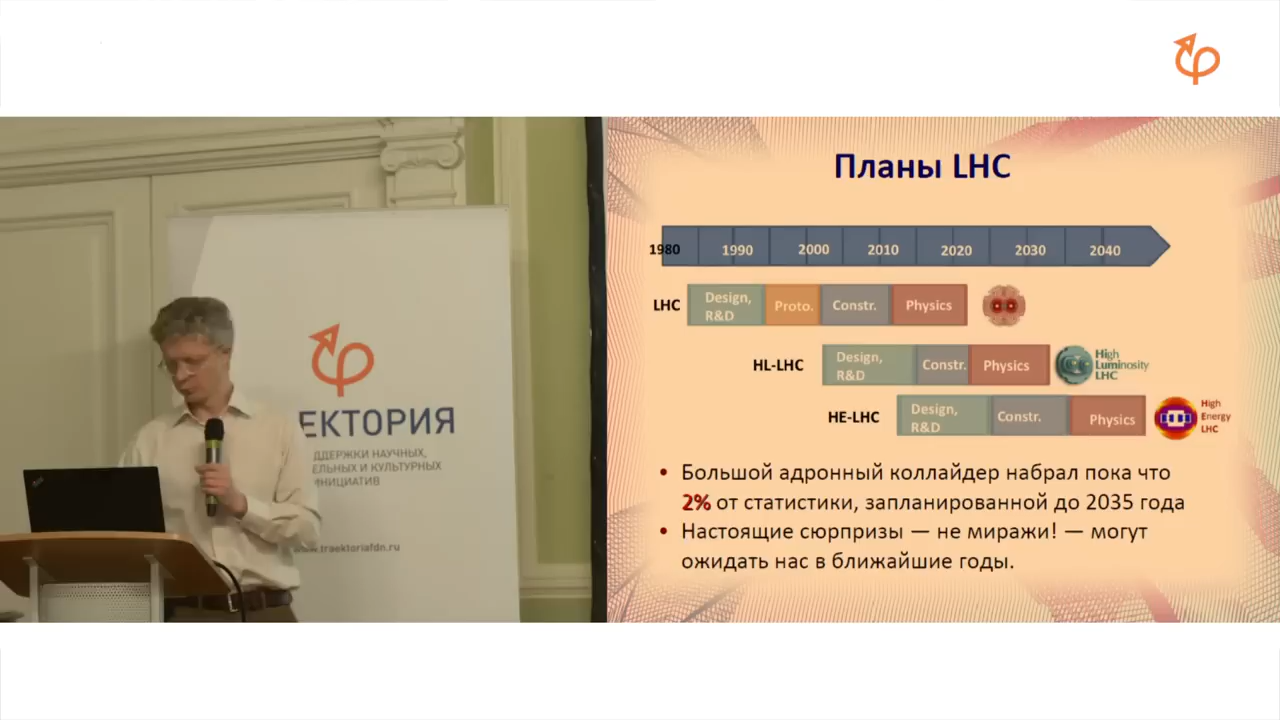 ЕКТОРИЯ
ДДЕРЖКИ НАУЧНЫХ,
ЕЛЬНЫХ И КУЛЬТУРНЫХ
ИНИЦИАТИВ
www.traektoriafdn.ru
Планы LHC
1980 1990 2000 2010 2020 2030 2040
LHC Design, R&D Proto. Constr. Physics
HL-LHC Design, R&D Constr. Physics High Luminosity LHC
HE-LHC Design, R&D Constr. Physics High Energy LHC
• Большой адронный коллайдер набрал пока что
2% от статистики, запланированной до 2035 года
• Настоящие сюрпризы — не миражи! — могут
ожидать нас в ближайшие годы.